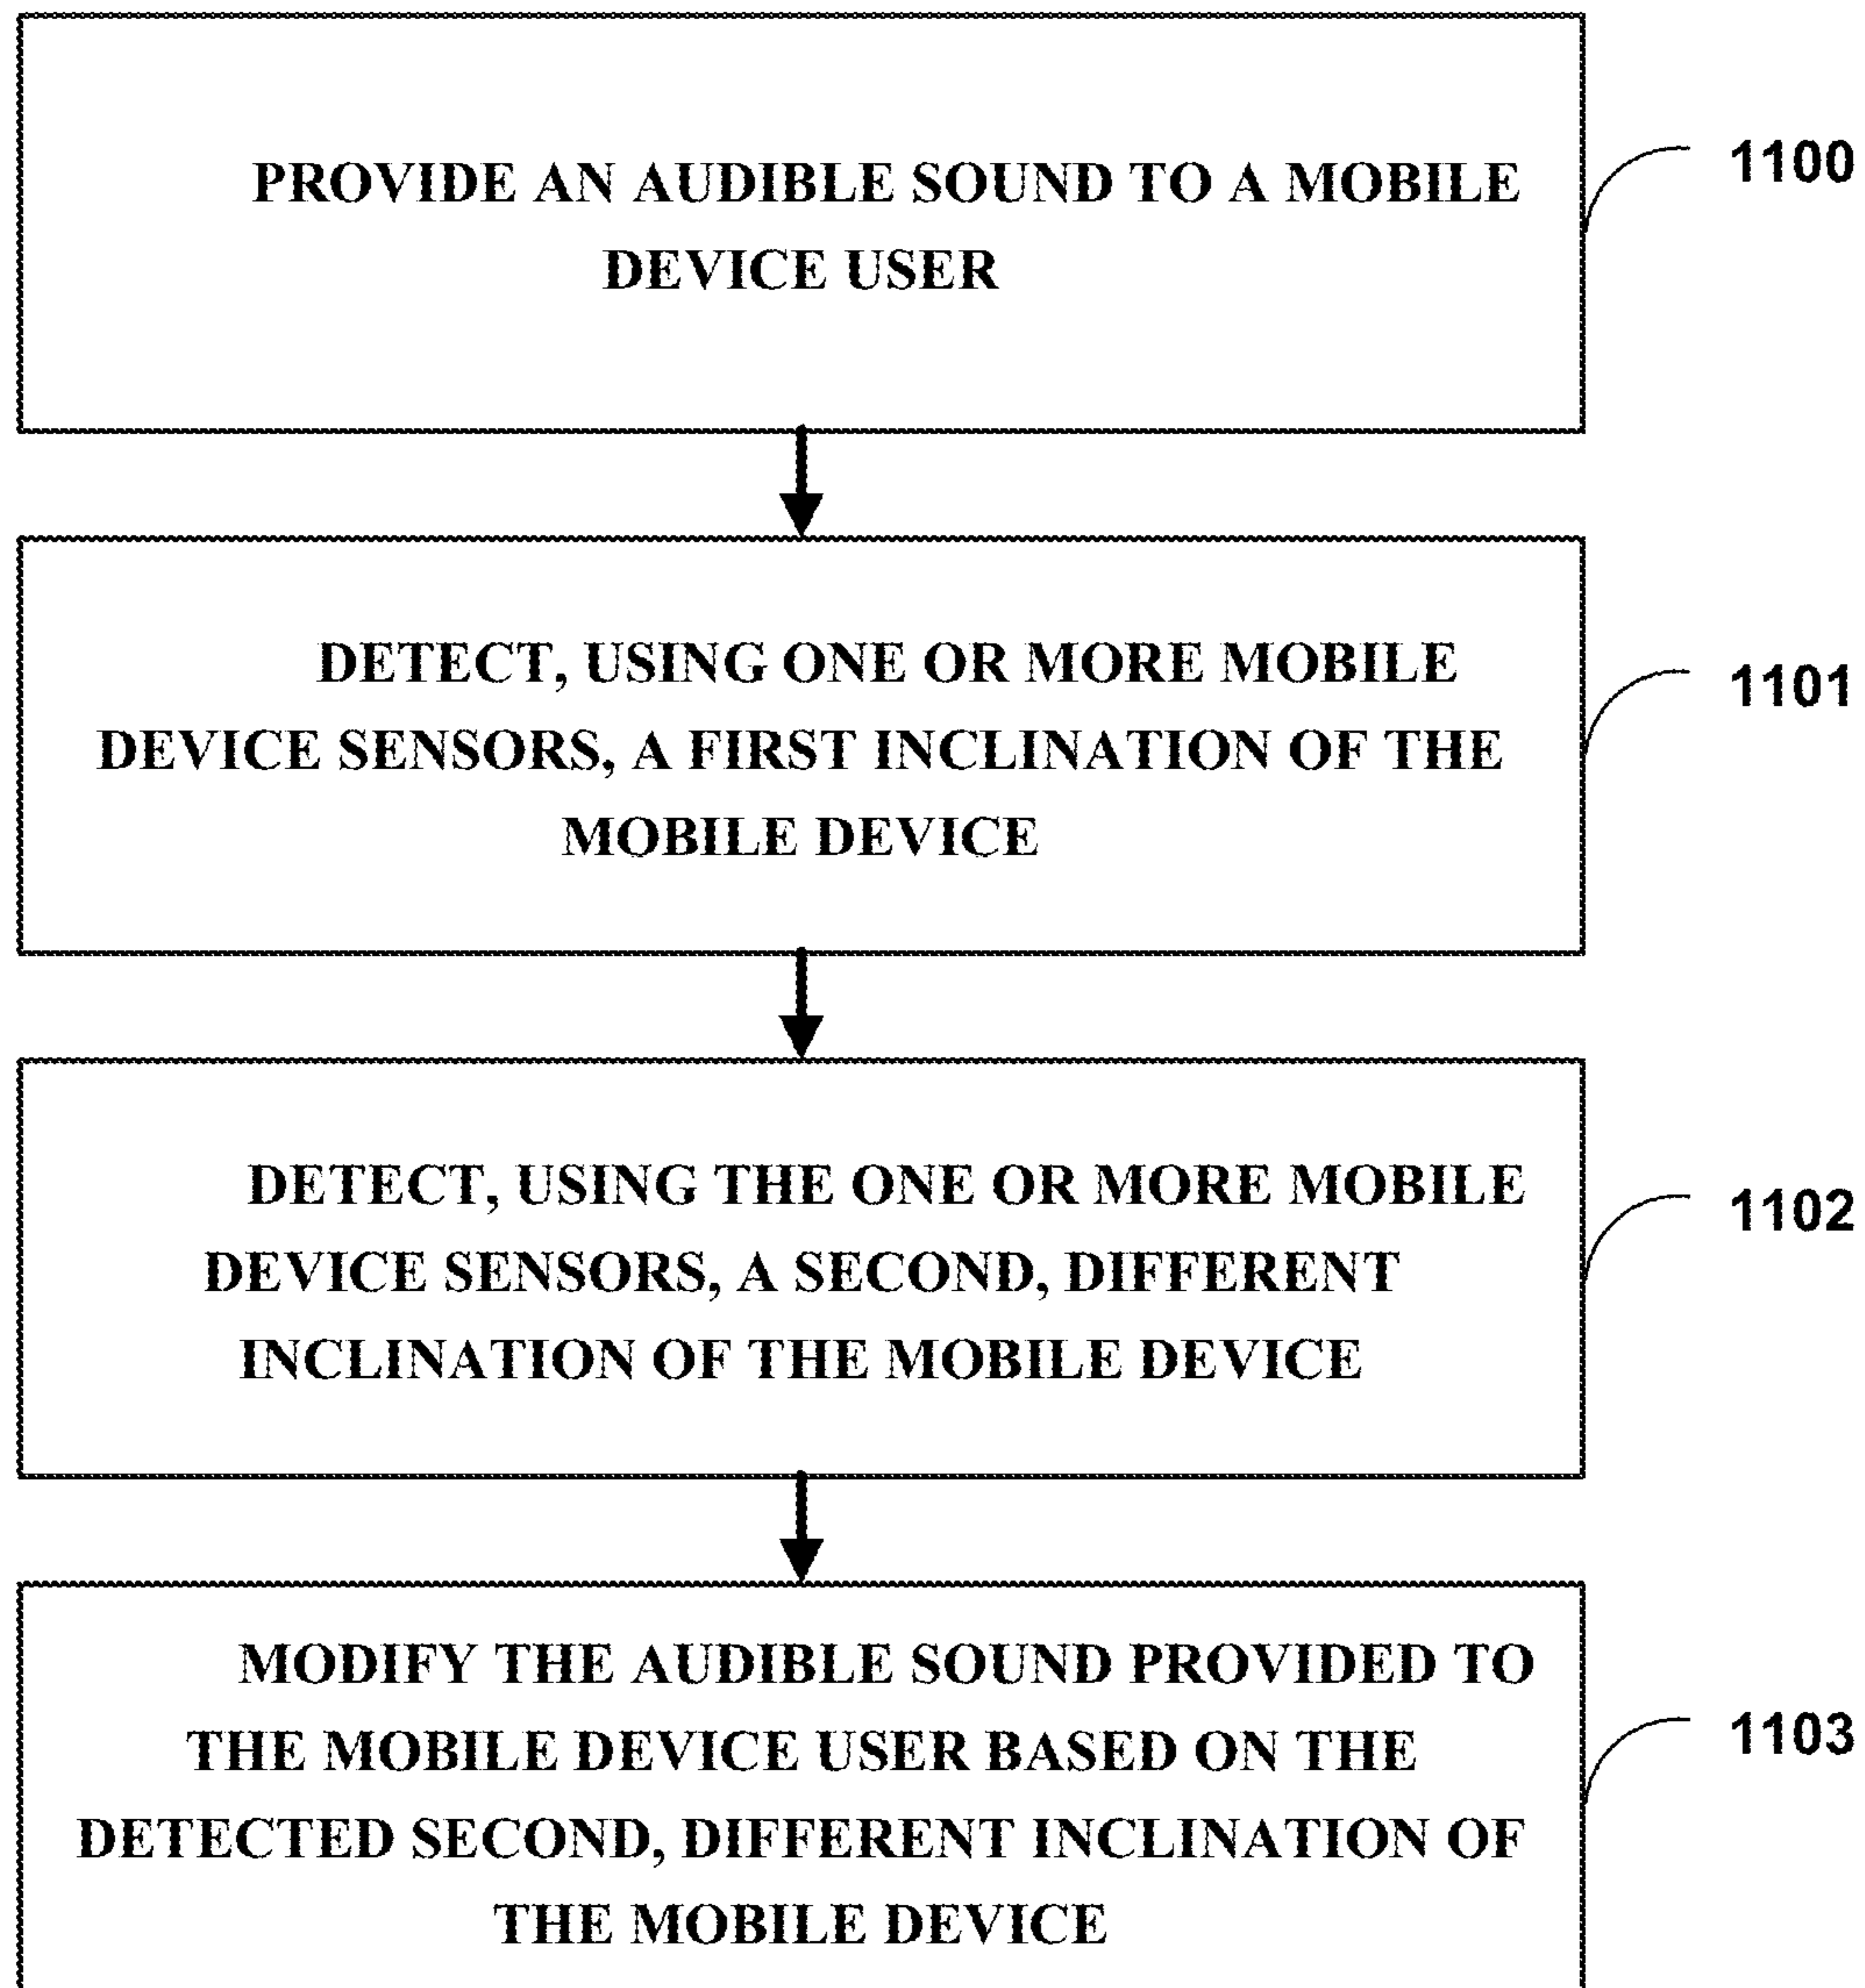 PROVIDE AN AUDIBLE SOUND TO A MOBILE
DEVICE USER
1100
DETECT, USING ONE OR MORE MOBILE
DEVICE SENSORS, A FIRST INCLINATION OF THE
MOBILE DEVICE
1101
DETECT, USING THE ONE OR MORE MOBILE
DEVICE SENSORS, A SECOND, DIFFERENT
INCLINATION OF THE MOBILE DEVICE
1102
MODIFY THE AUDIBLE SOUND PROVIDED TO
THE MOBILE DEVICE USER BASED ON THE
DETECTED SECOND, DIFFERENT INCLINATION OF
THE MOBILE DEVICE
1103